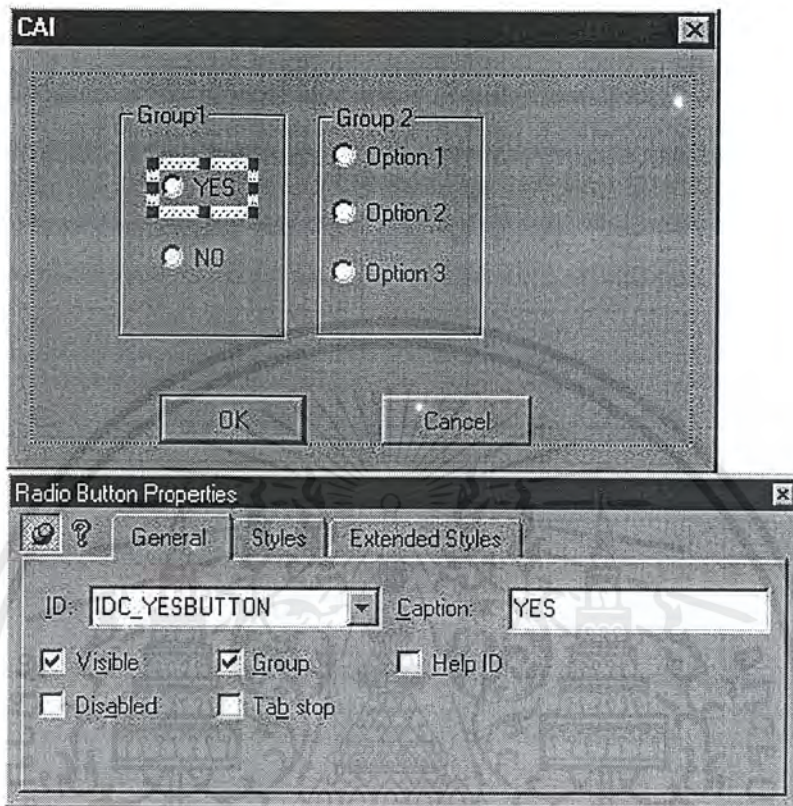 CAI
Group1
Group 2
YES
Option 1
Option 2
NO
Option 3
OK
Cancel
Radio Button Properties
? General Styles Extended Styles
ID: IDC_YESBUTTON Caption: YES
Visible Group Help ID
Disabled Tab stop